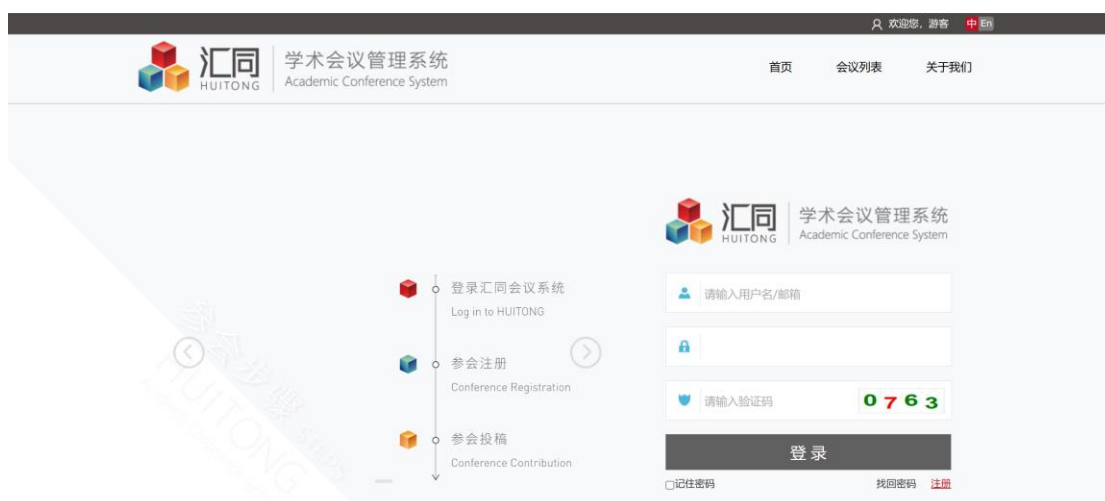 欢迎您, 游客 中 En
汇同 HUITONG
学术会议管理系统
Academic Conference System
首页 会议列表 关于我们
汇同 HUITONG
学术会议管理系统
Academic Conference System
登录汇同会议系统
Log in to HUITONG
参会注册
Conference Registration
参会投稿
Conference Contribution
参会步骤
HUITONG
请输入用户名/邮箱
请输入验证码 0763
登录
记住密码 找回密码 注册